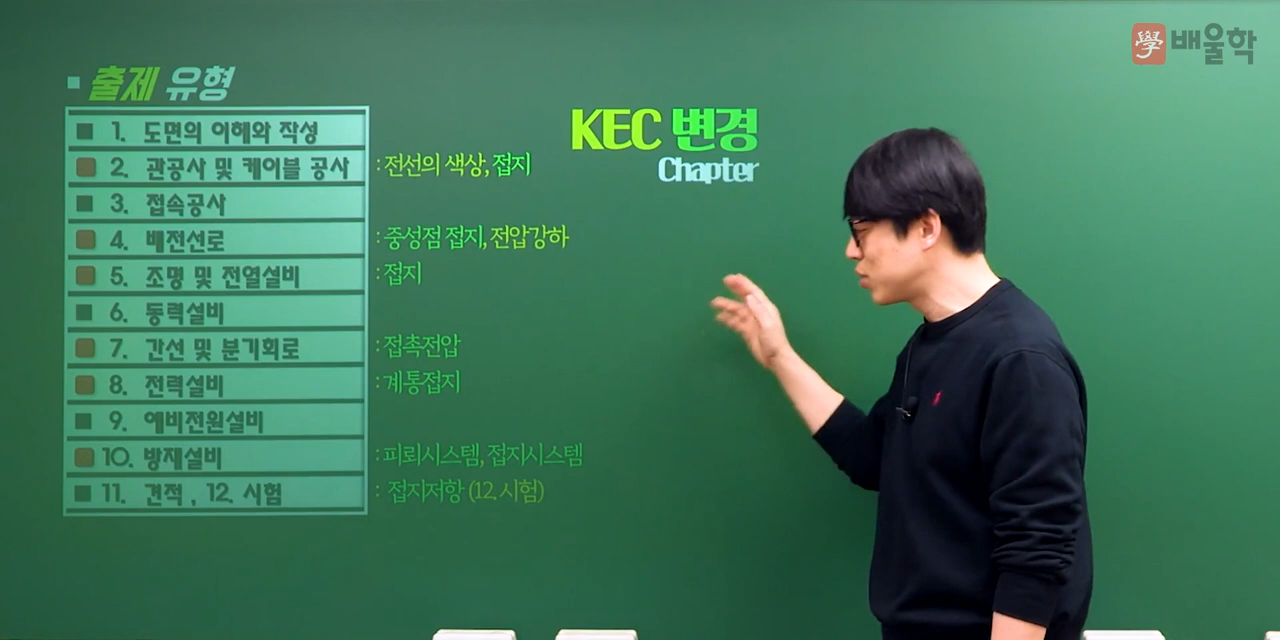 學 배울학
출제 유형
KEC 변경
Chapter
1. 도면의 이해와 작성
2. 관공사 및 케이블 공사 : 전선의 색상, 접지
3. 접속공사
4. 배전선로 : 중성점 접지, 전압강하
5. 조명 및 전열설비 : 접지
6. 동력설비
7. 간선 및 분기회로 : 접촉전압
8. 전력설비 : 계통접지
9. 예비전원설비
10. 방재설비 : 피뢰시스템, 접지시스템
11. 견적 , 12. 시험 : 접지저항 (12. 시험)